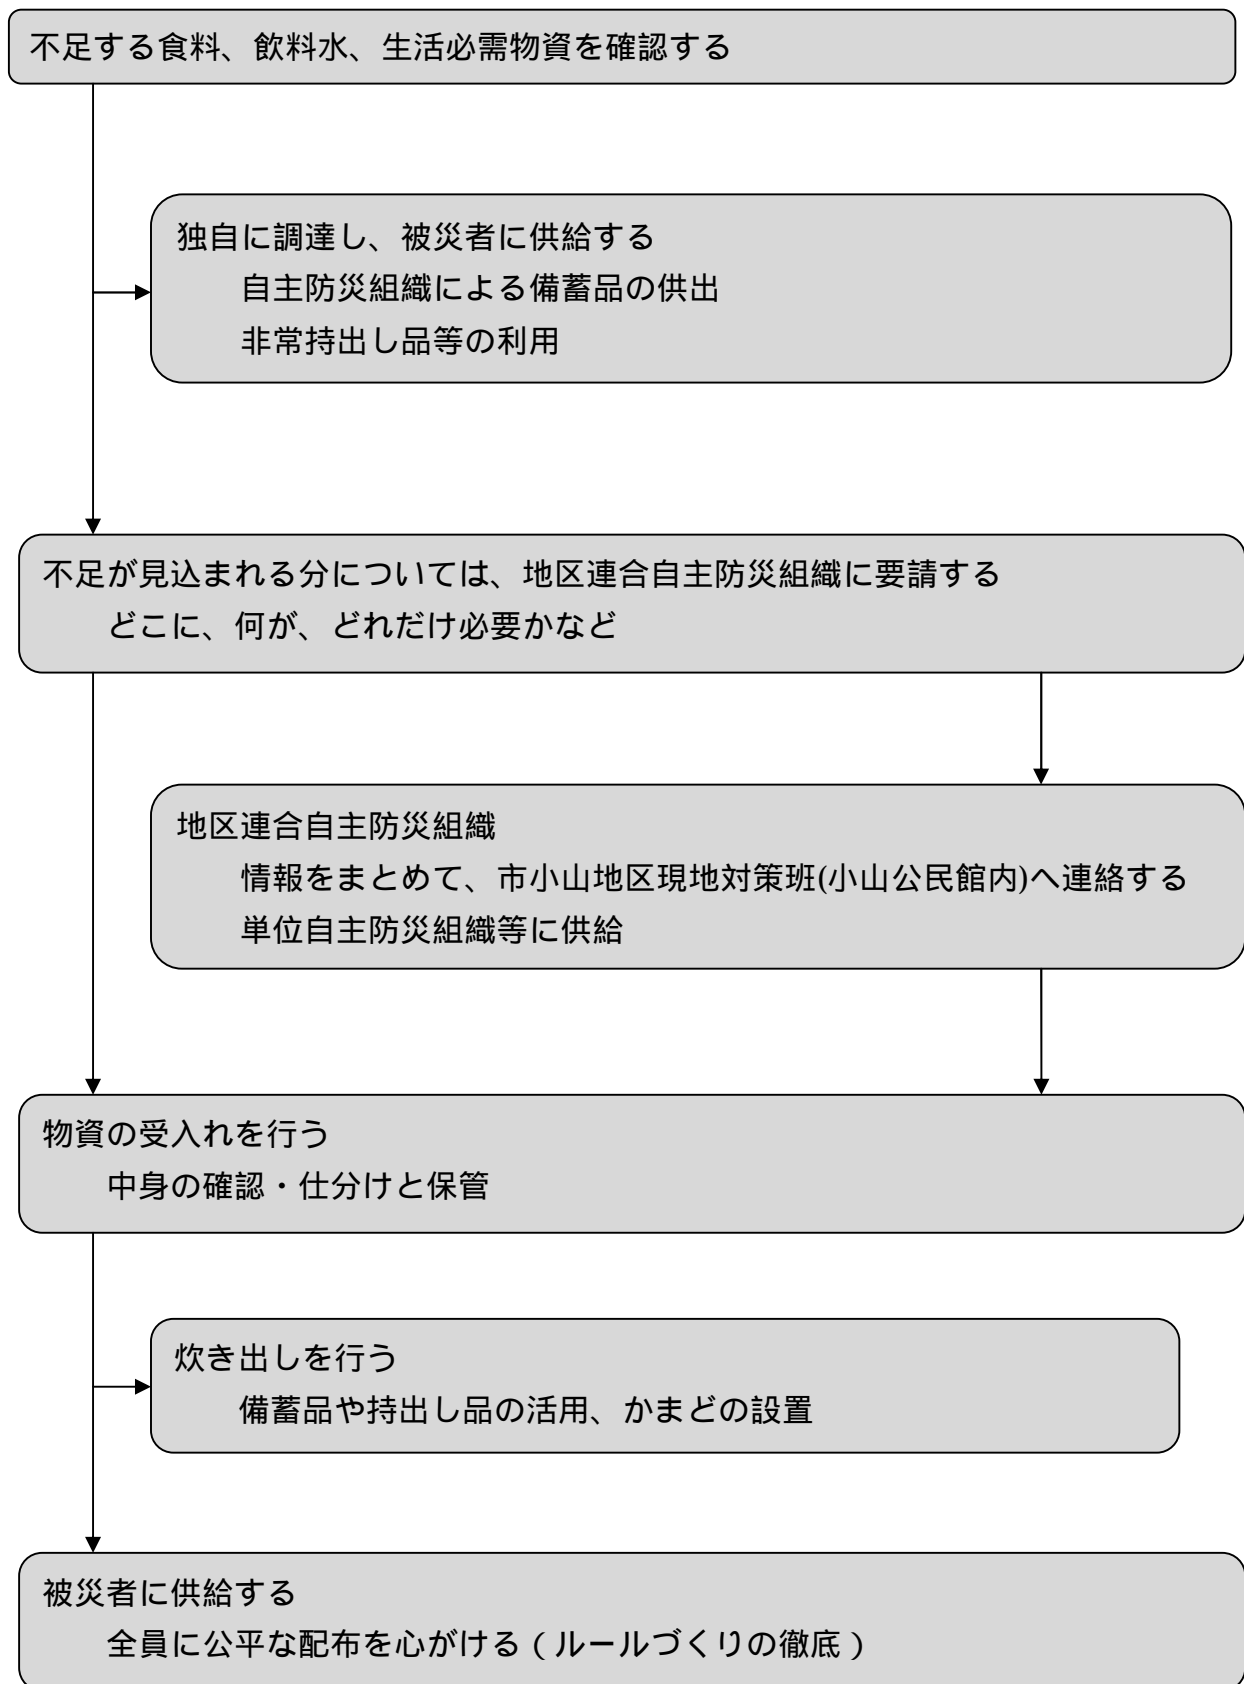 不足する食料、飲料水、生活必需物資を確認する
独自に調達し、被災者に供給する
自主防災組織による備蓄品の供出
非常持出し品等の利用
不足が見込まれる分については、地区連合自主防災組織に要請する
どこに、何が、どれだけ必要かなど
地区連合自主防災組織
情報をまとめて、市小山地区現地対策班(小山公民館内)へ連絡する
単位自主防災組織等に供給
物資の受入れを行う
中身の確認・仕分けと保管
炊き出しを行う
備蓄品や持出し品の活用、かまどの設置
被災者に供給する
全員に公平な配布を心がける（ルールづくりの徹底）